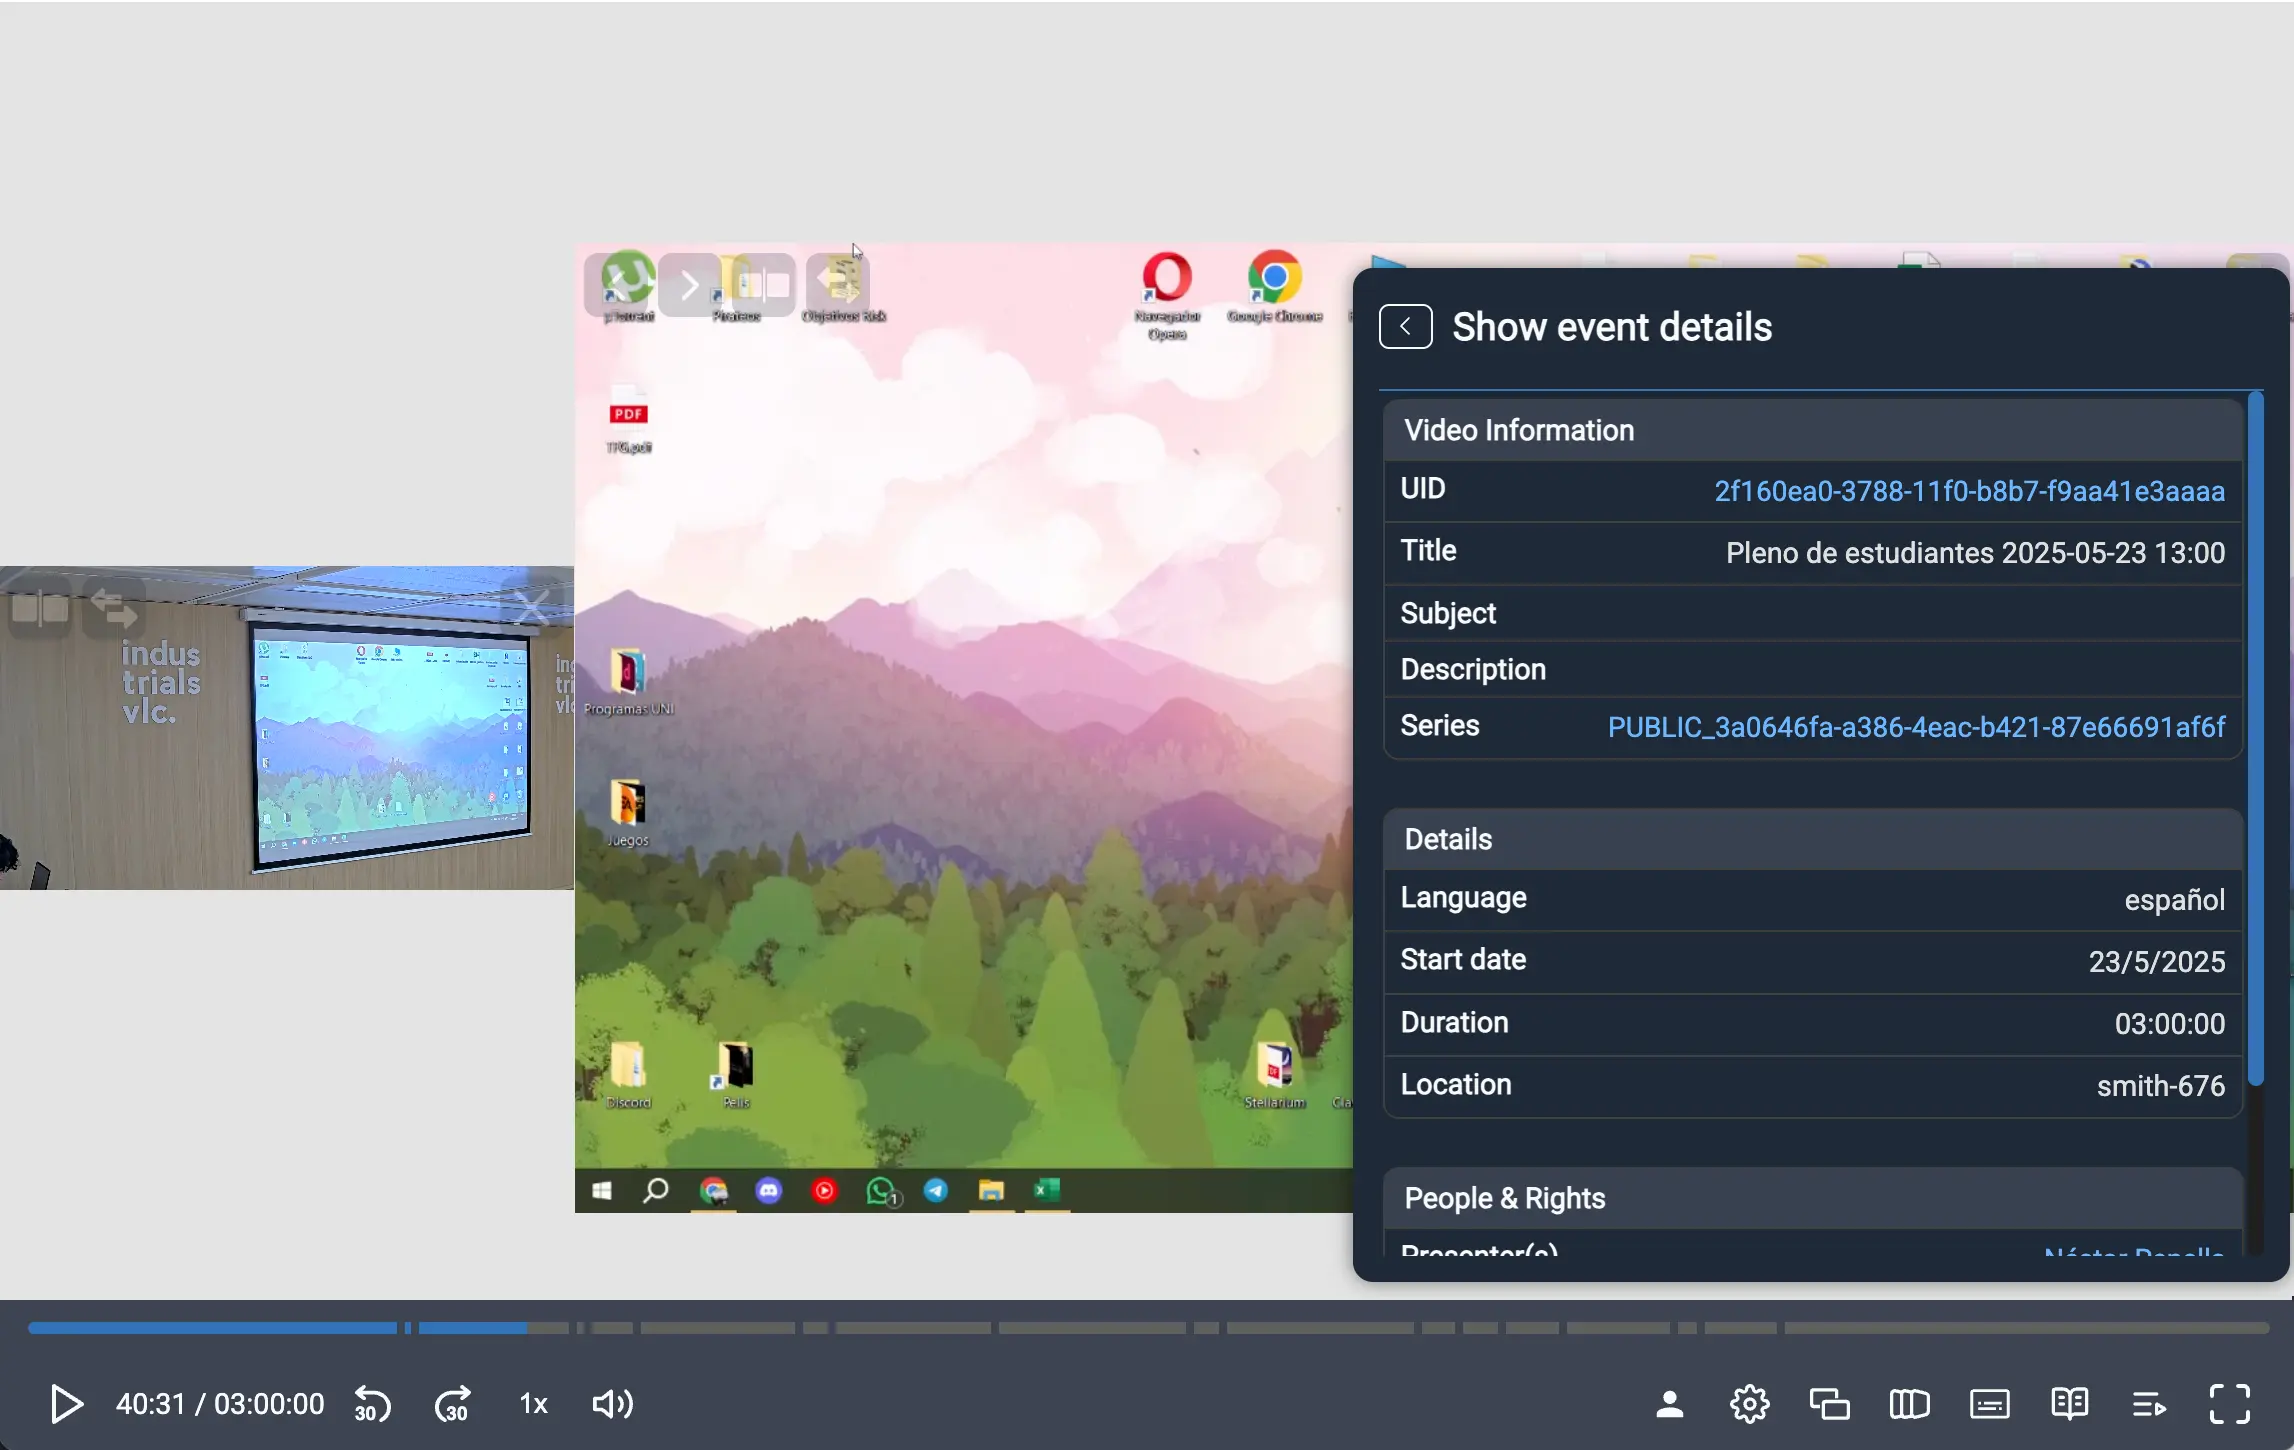 µTorrent
Pirateos
Objetivos Risk
Navegador
Opera
Google Chrome
PDF
TFG.pdf
Programas UNI
Juegos
Discord
Pelis
Stellarium
indus
trials
vlc.
Show event details
Video Information
UID 2f160ea0-3788-11f0-b8b7-f9aa41e3aaaa
Title Pleno de estudiantes 2025-05-23 13:00
Subject
Description
Series PUBLIC_3a0646fa-a386-4eac-b421-87e66691af6f
Details
Language español
Start date 23/5/2025
Duration 03:00:00
Location smith-676
People & Rights
Presenter(s)
1
40:31 / 03:00:00
30
30
1x